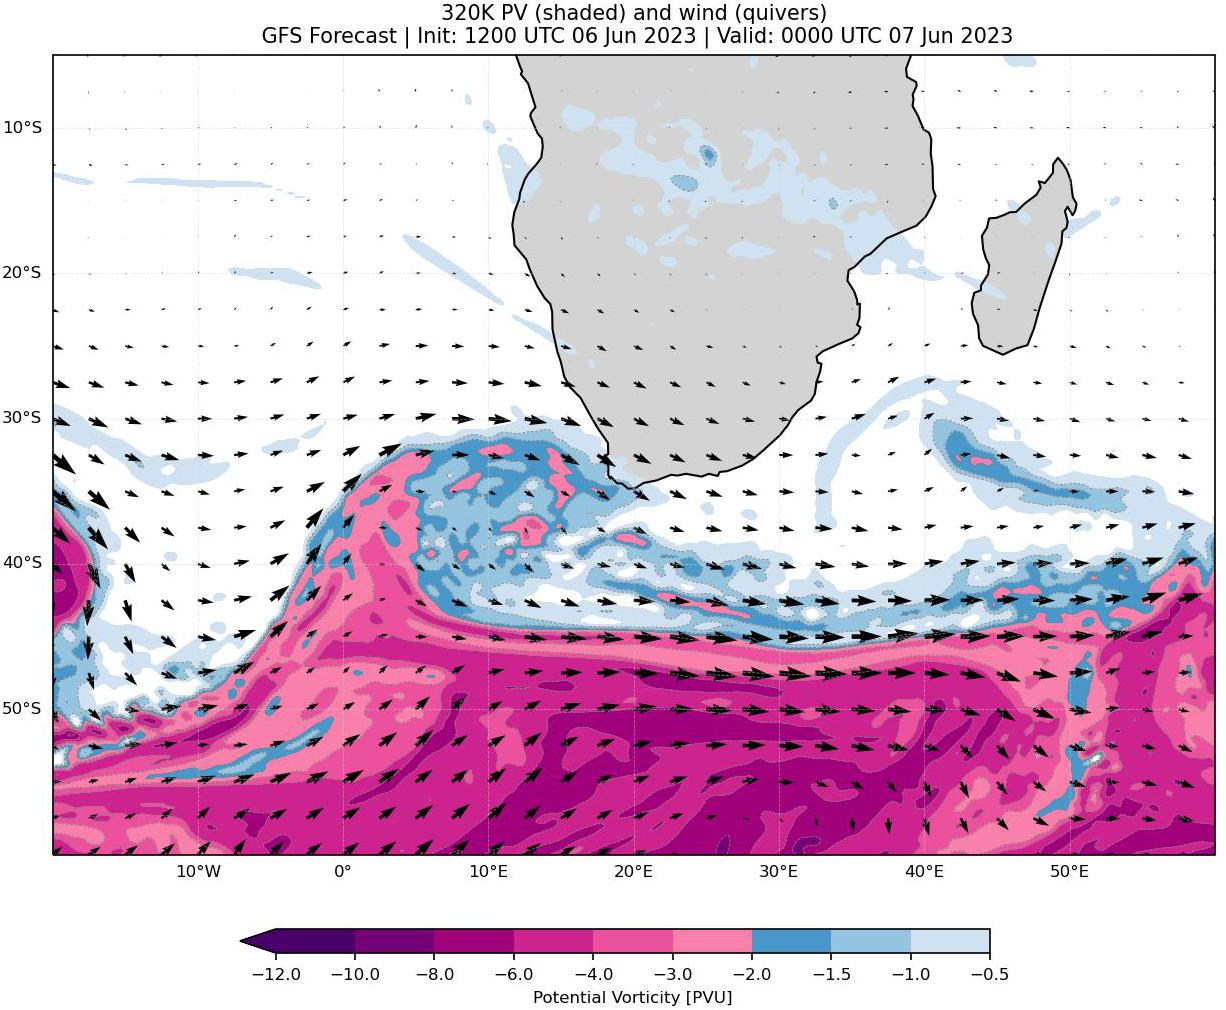 320K PV (shaded) and wind (quivers)
GFS Forecast | Init: 1200 UTC 06 Jun 2023 | Valid: 0000 UTC 07 Jun 2023
10°S
20°S
30°S
40°S
50°S
10°W 0° 10°E 20°E 30°E 40°E 50°E
−12.0 −10.0 −8.0 −6.0 −4.0 −3.0 −2.0 −1.5 −1.0 −0.5
Potential Vorticity [PVU]